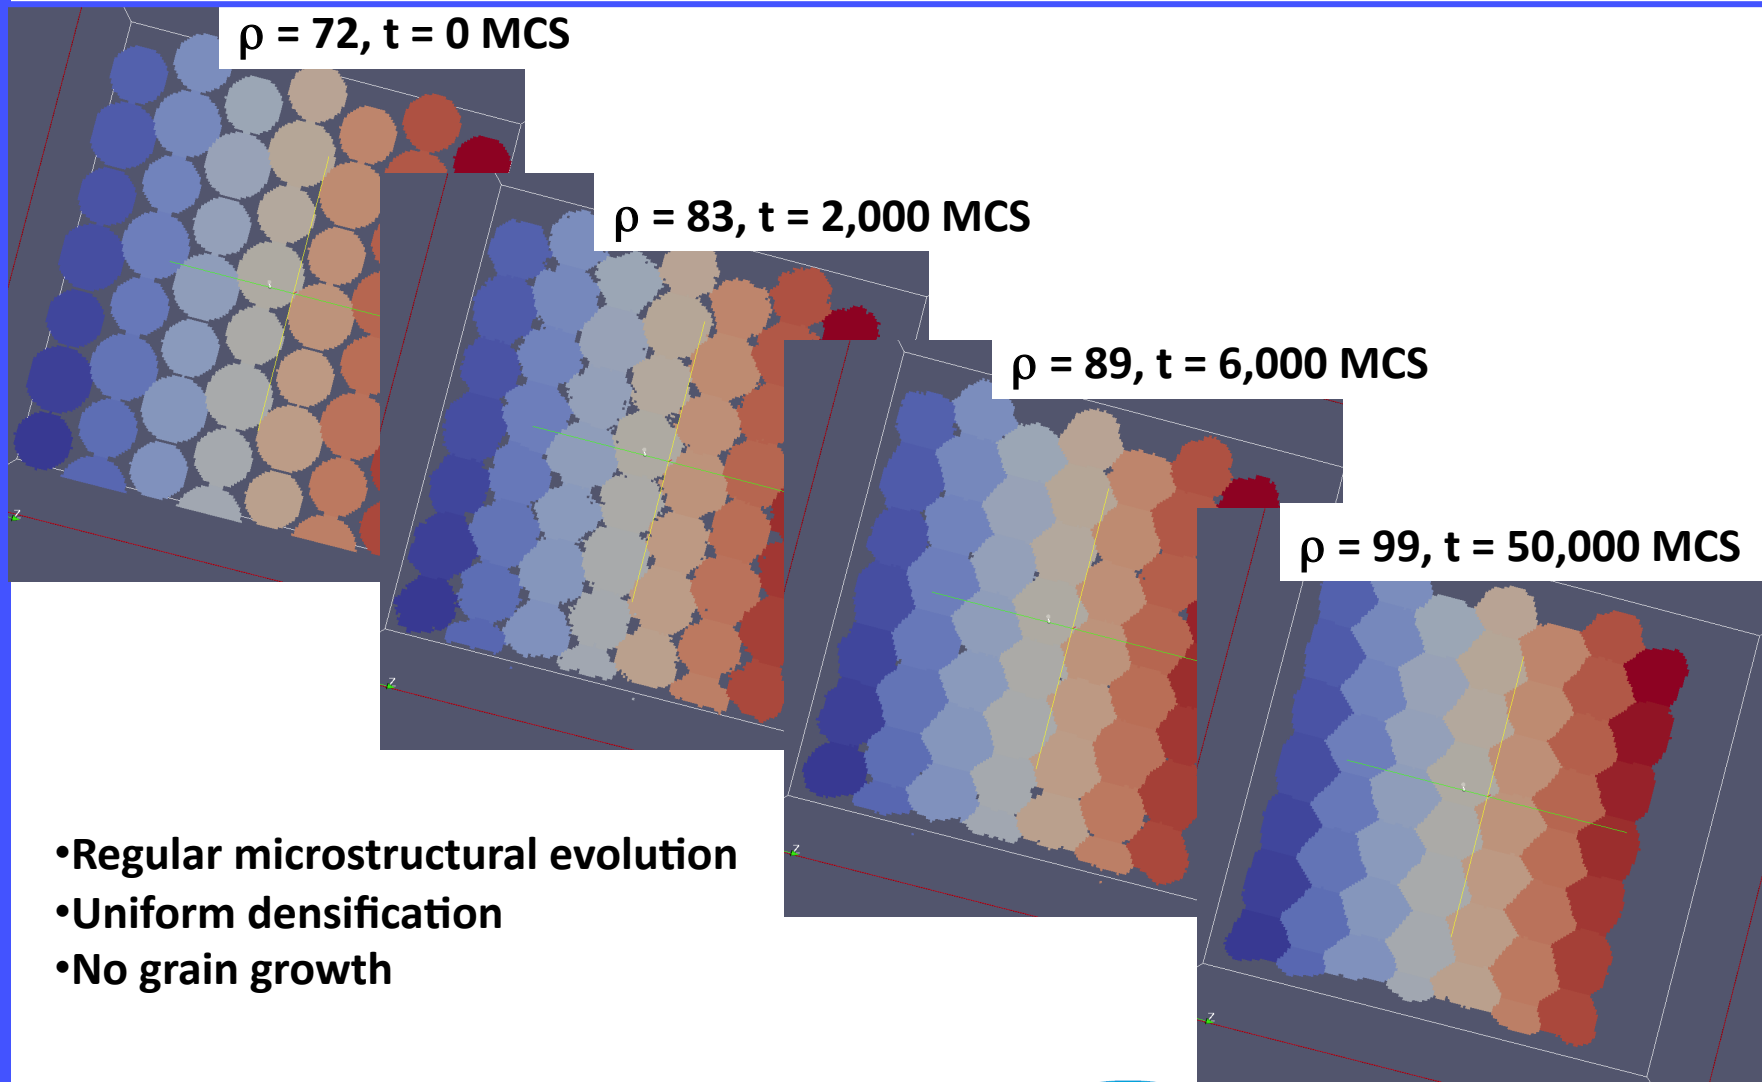 ρ = 72, t = 0 MCS
ρ = 83, t = 2,000 MCS
ρ = 89, t = 6,000 MCS
ρ = 99, t = 50,000 MCS
•Regular microstructural evolution
•Uniform densification
•No grain growth
Z
Z
Z
Z